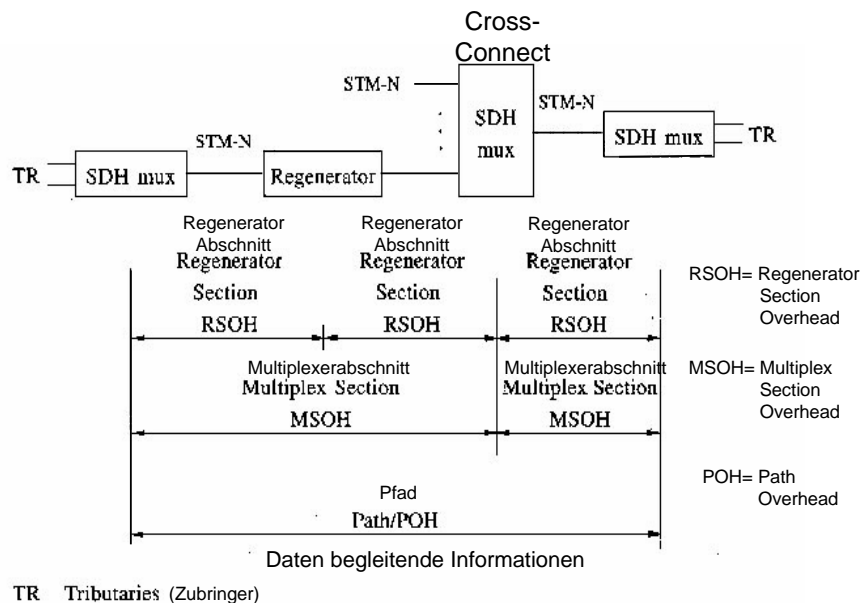 Cross-
Connect
STM-N
SDH
mux
STM-N
SDH mux
TR
STM-N
TR
SDH mux
Regenerator
Regenerator
Abschnitt
Regenerator
Section
RSOH
Regenerator
Abschnitt
Regenerator
Section
RSOH
Regenerator
Abschnitt
Regenerator
Section
RSOH
RSOH= Regenerator
Section
Overhead
Multiplexerabschnitt
Multiplex Section
MSOH
Multiplexerabschnitt
Multiplex Section
MSOH
MSOH= Multiplex
Section
Overhead
Pfad
Path/POH
POH= Path
Overhead
Daten begleitende Informationen
TR Tributaries (Zubringer)